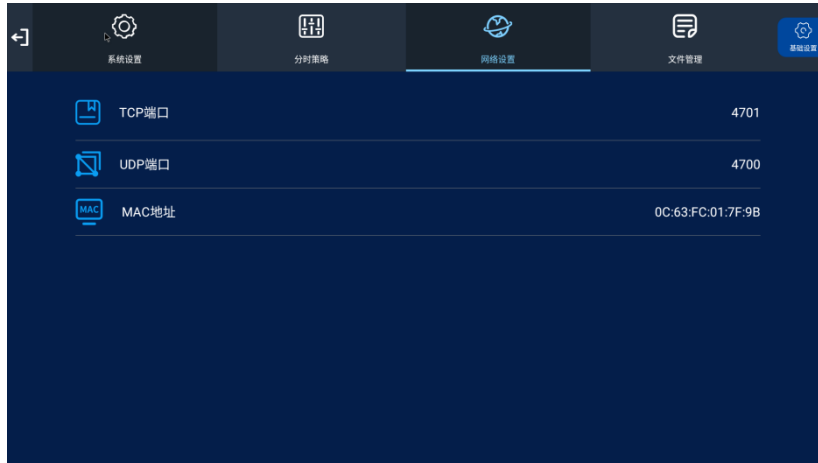 系统设置
分时策略
网络设置
文件管理
基础设置
TCP端口 4701
UDP端口 4700
MAC MAC地址 0C:63:FC:01:7F:9B